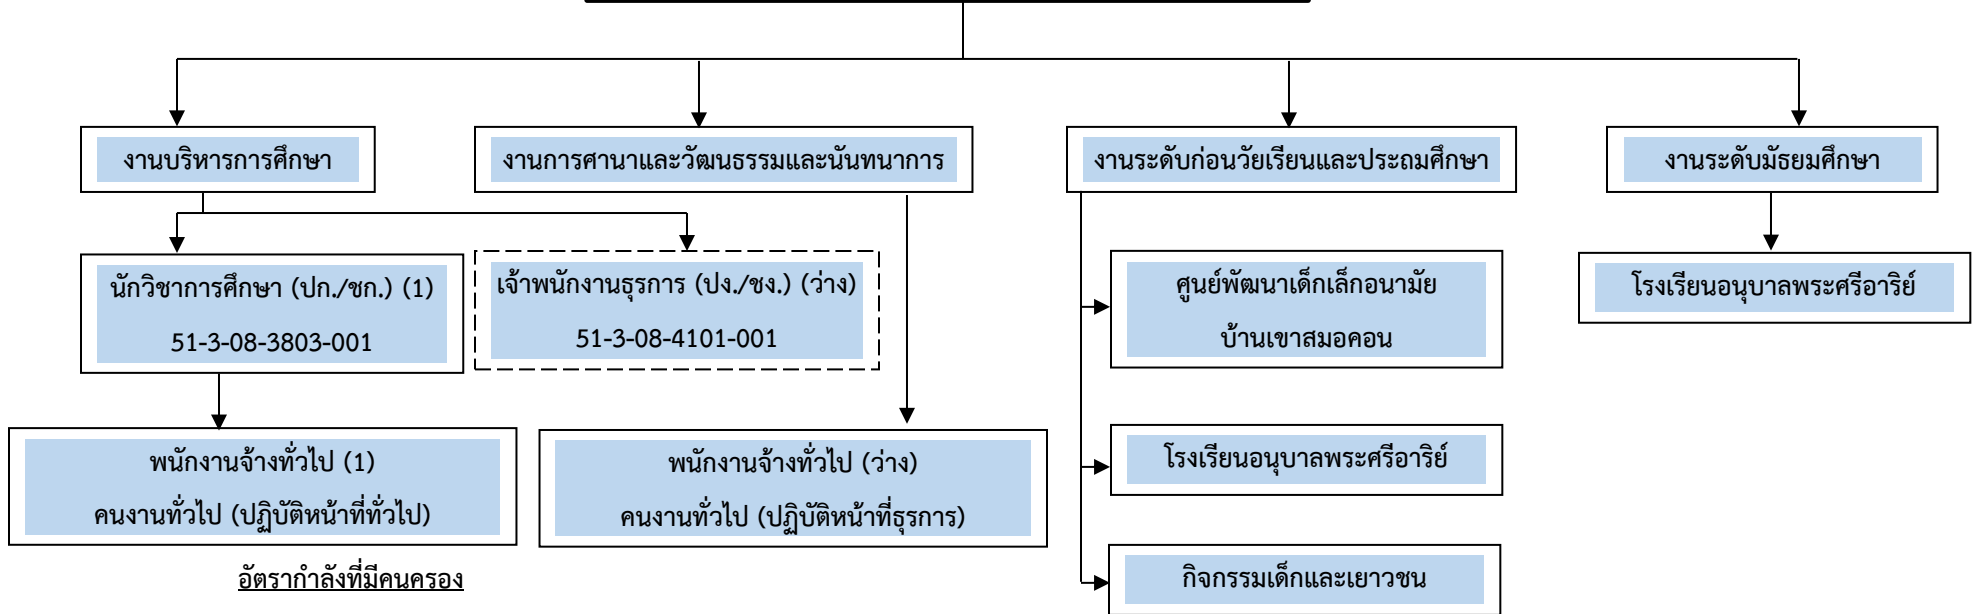 งานบริหารการศึกษา
งานการศานาและวัฒนธรรมและนันทนาการ
งานระดับก่อนวัยเรียนและประถมศึกษา
งานระดับมัธยมศึกษา
นักวิชาการศึกษา (ปก./ชก.) (1)
51-3-08-3803-001
เจ้าพนักงานธุรการ (ปง./ชง.) (ว่าง)
51-3-08-4101-001
ศูนย์พัฒนาเด็กเล็กอนามัย
บ้านเขาสมอคอน
โรงเรียนอนุบาลพระศรีอาริย์
พนักงานจ้างทั่วไป (1)
คนงานทั่วไป (ปฏิบัติหน้าที่ทั่วไป)
พนักงานจ้างทั่วไป (ว่าง)
คนงานทั่วไป (ปฏิบัติหน้าที่ธุรการ)
โรงเรียนอนุบาลพระศรีอาริย์
กิจกรรมเด็กและเยาวชน
อัตรากำลังที่มีคนครอง